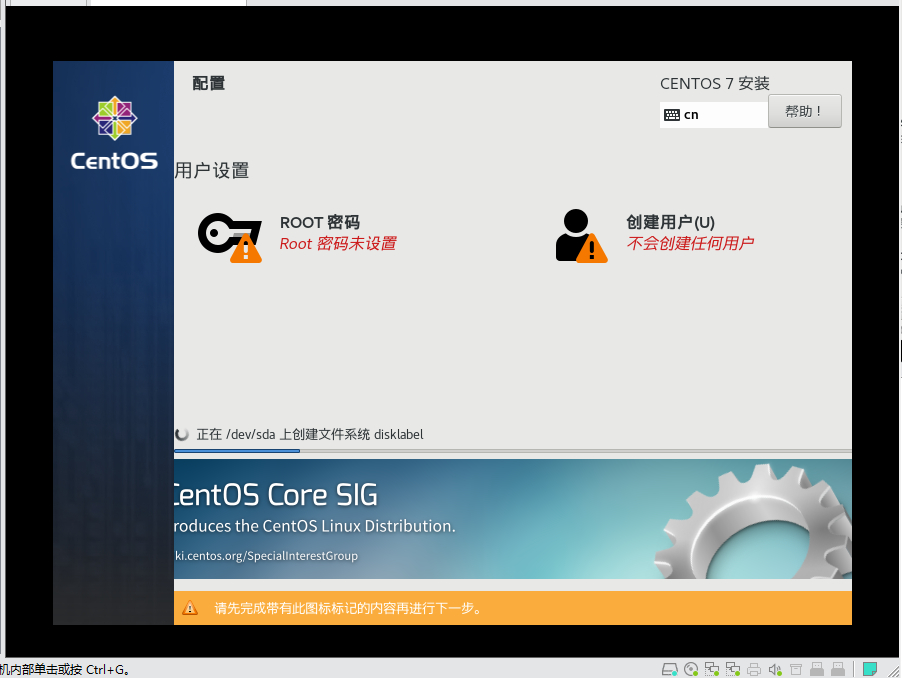 配置
CENTOS 7 安装
cn
帮助！
CentOS
用户设置
ROOT 密码
Root 密码未设置
创建用户(U)
不会创建任何用户
正在 /dev/sda 上创建文件系统 disklabel
CentOS Core SIG
roduces the CentOS Linux Distribution.
ki.centos.org/SpecialInterestGroup
请先完成带有此图标标记的内容再进行下一步。
机内部单击或按 Ctrl+G。